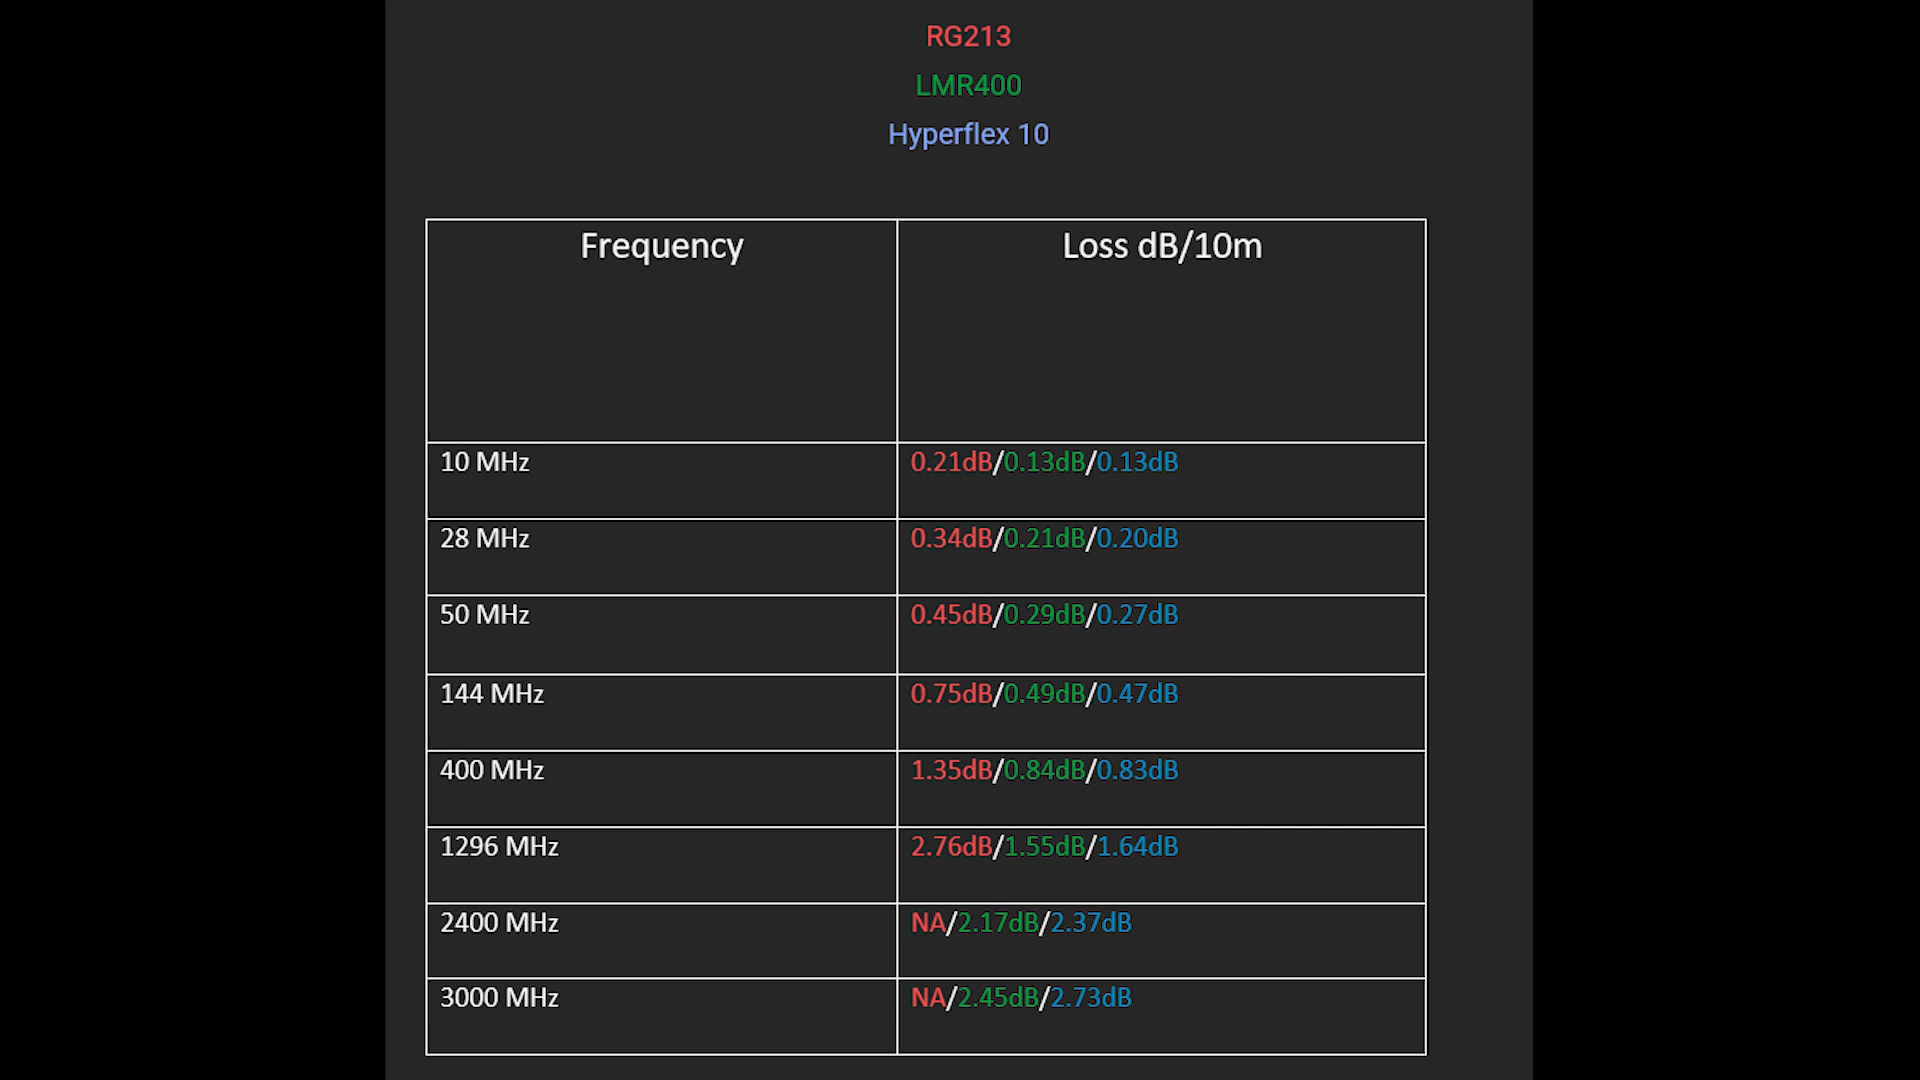 RG213
LMR400
Hyperflex 10
Frequency Loss dB/10m
10 MHz 0.21dB/0.13dB/0.13dB
28 MHz 0.34dB/0.21dB/0.20dB
50 MHz 0.45dB/0.29dB/0.27dB
144 MHz 0.75dB/0.49dB/0.47dB
400 MHz 1.35dB/0.84dB/0.83dB
1296 MHz 2.76dB/1.55dB/1.64dB
2400 MHz NA/2.17dB/2.37dB
3000 MHz NA/2.45dB/2.73dB